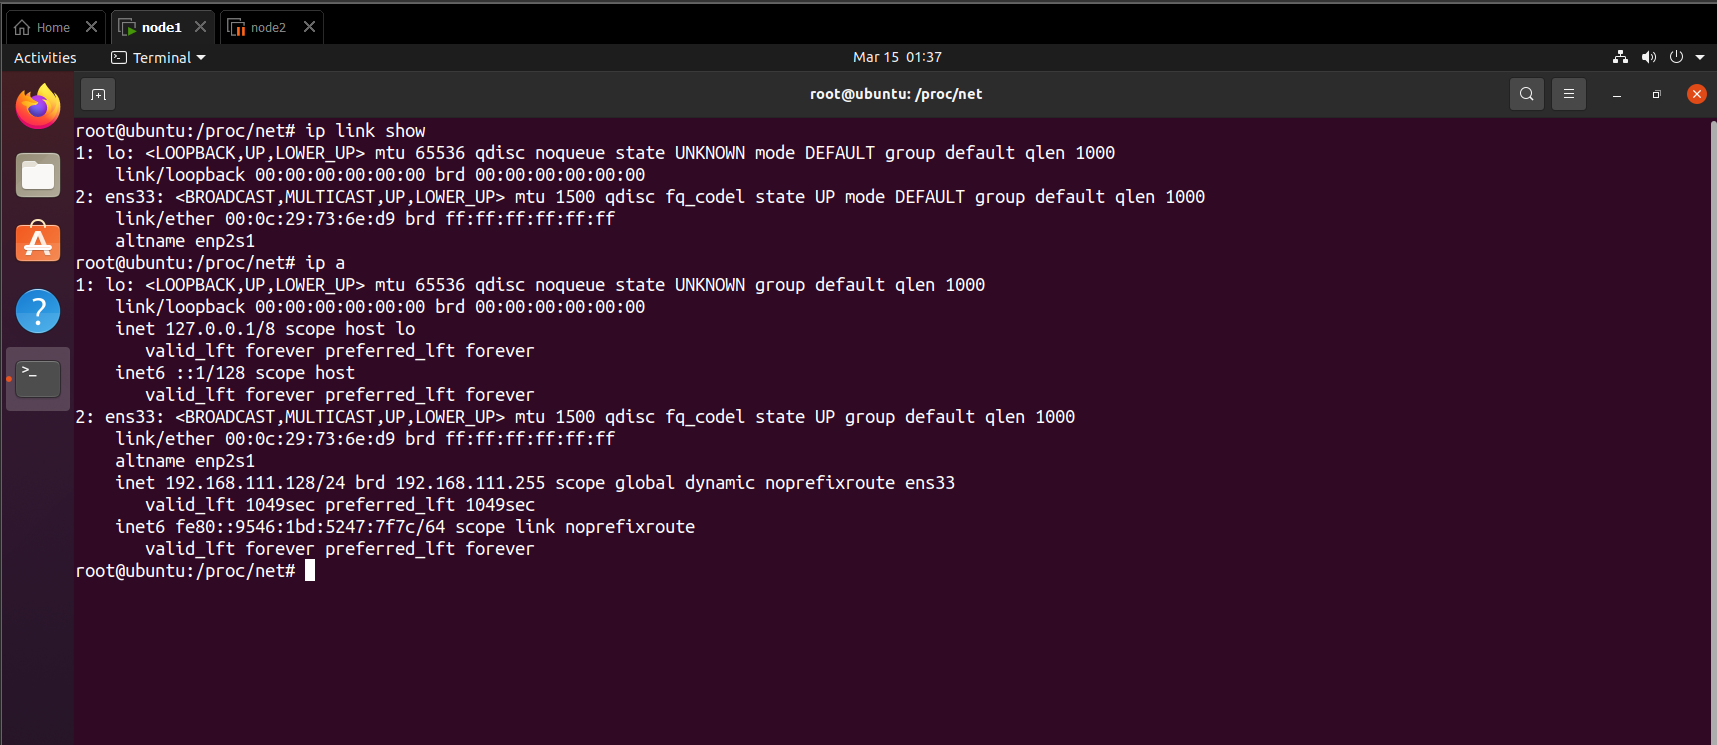 Home
node1
node2
Activities
Terminal
Mar 15 01:37
root@ubuntu: /proc/net
root@ubuntu:/proc/net# ip link show
1: lo: <LOOPBACK,UP,LOWER_UP> mtu 65536 qdisc noqueue state UNKNOWN mode DEFAULT group default qlen 1000
    link/loopback 00:00:00:00:00:00 brd 00:00:00:00:00:00
2: ens33: <BROADCAST,MULTICAST,UP,LOWER_UP> mtu 1500 qdisc fq_codel state UP mode DEFAULT group default qlen 1000
    link/ether 00:0c:29:73:6e:d9 brd ff:ff:ff:ff:ff:ff
    altname enp2s1
root@ubuntu:/proc/net# ip a
1: lo: <LOOPBACK,UP,LOWER_UP> mtu 65536 qdisc noqueue state UNKNOWN group default qlen 1000
    link/loopback 00:00:00:00:00:00 brd 00:00:00:00:00:00
    inet 127.0.0.1/8 scope host lo
       valid_lft forever preferred_lft forever
    inet6 ::1/128 scope host
       valid_lft forever preferred_lft forever
2: ens33: <BROADCAST,MULTICAST,UP,LOWER_UP> mtu 1500 qdisc fq_codel state UP group default qlen 1000
    link/ether 00:0c:29:73:6e:d9 brd ff:ff:ff:ff:ff:ff
    altname enp2s1
    inet 192.168.111.128/24 brd 192.168.111.255 scope global dynamic noprefixroute ens33
       valid_lft 1049sec preferred_lft 1049sec
    inet6 fe80::9546:1bd:5247:7f7c/64 scope link noprefixroute
       valid_lft forever preferred_lft forever
root@ubuntu:/proc/net#